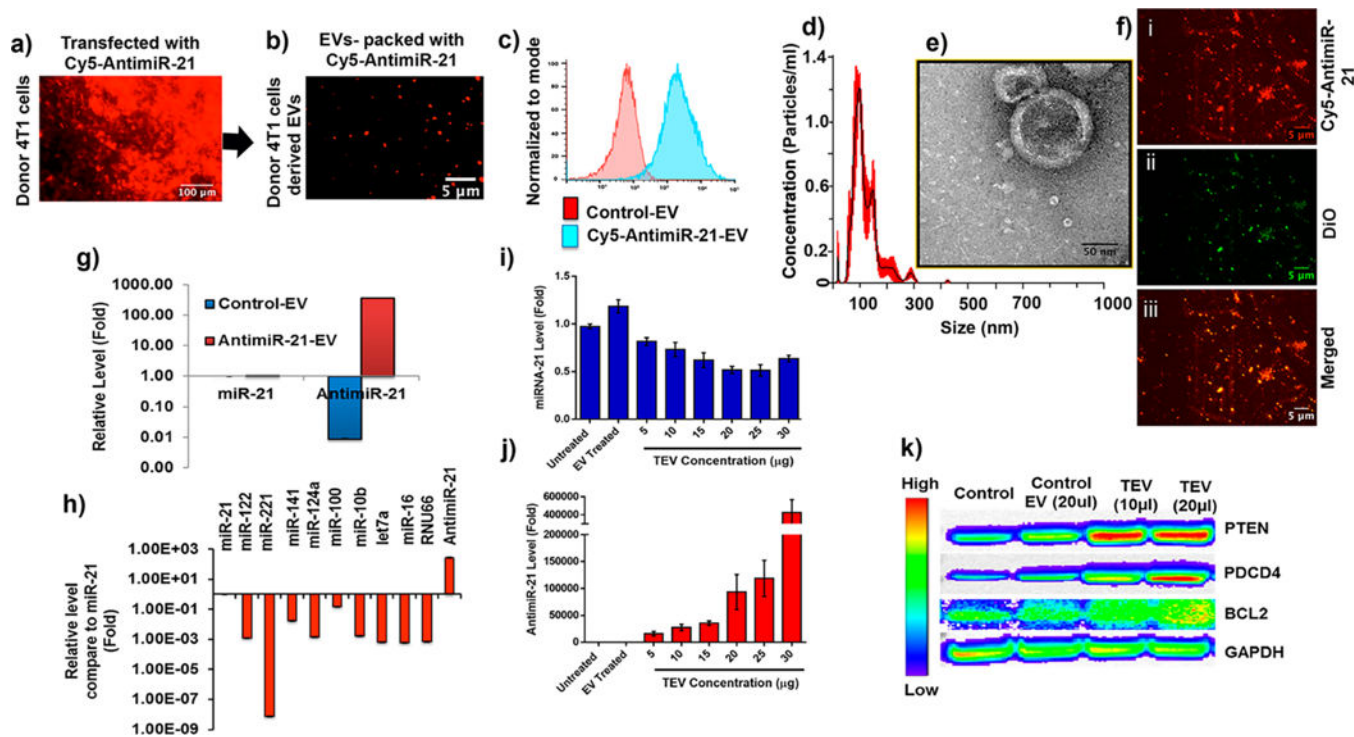 a)
Transfected with
Cy5-AntimiR-21
Donor 4T1 cells
100 µm
b)
EVs- packed with
Cy5-AntimiR-21
Donor 4T1 cells
derived EVs
5 µm
c)
Normalized to mode
100
80
60
40
20
0
Control-EV
Cy5-AntimiR-21-EV
d)
Concentration (Particles/ml)
1.4
1.2
0.9
0.6
0.4
0
100 300 500 700 1000
Size (nm)
e)
50 nm
f)
i
5 µm
Cy5-AntimiR-
21
ii
5 µm
DiO
iii
5 µm
Merged
g)
Relative Level (Fold)
1000.00
100.00
10.00
1.00
0.10
0.01
0.00
Control-EV
AntimiR-21-EV
miR-21
AntimiR-21
h)
Relative level
compare to miR-21
(Fold)
miR-21
miR-122
miR-221
miR-141
miR-124a
miR-100
miR-10b
let7a
miR-16
RNU66
AntimiR-21
1.00E+03
1.00E+01
1.00E-01
1.00E-03
1.00E-05
1.00E-07
1.00E-09
i)
miRNA-21 Level (Fold)
1.5
1.0
0.5
0.0
Untreated
EV Treated
5
10
15
20
25
30
TEV Concentration (µg)
j)
AntimiR-21 Level (Fold)
600000
400000
200000
200000
150000
100000
50000
0
Untreated
EV Treated
5
10
15
20
25
30
TEV Concentration (µg)
k)
High
Low
Control
Control
EV (20ul)
TEV
(10µl)
TEV
(20µl)
PTEN
PDCD4
BCL2
GAPDH